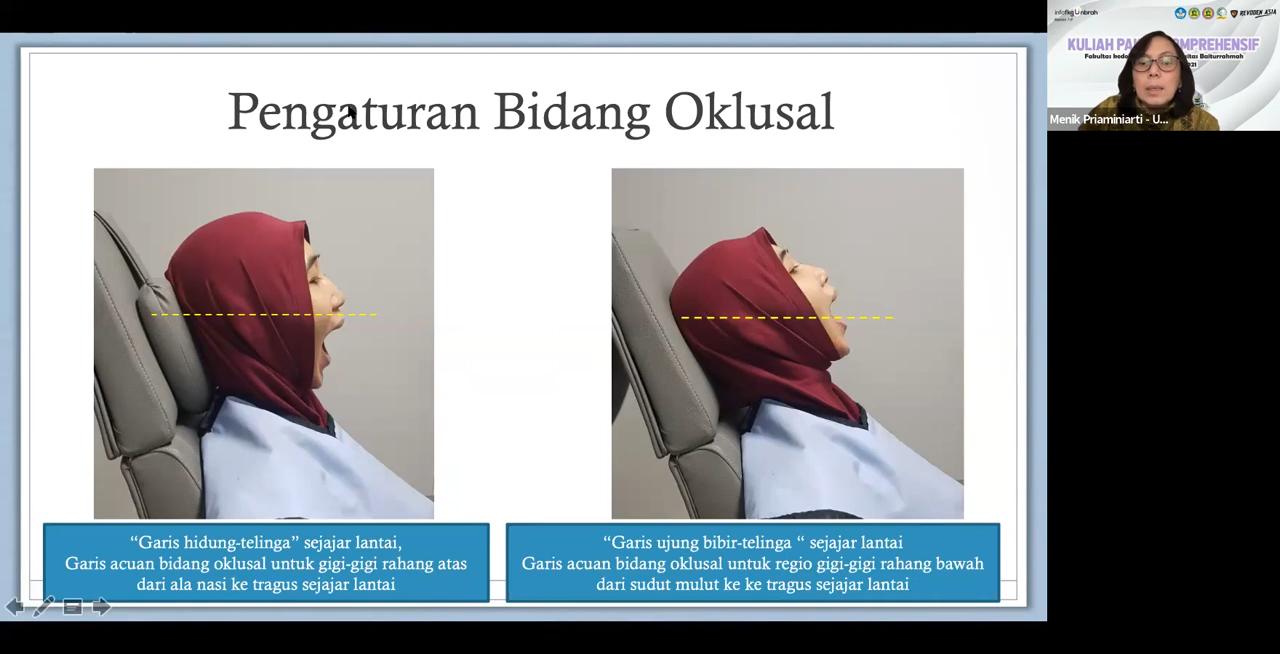 Pengaturan Bidang Oklusal
“Garis hidung-telinga” sejajar lantai,
Garis acuan bidang oklusal untuk gigi-gigi rahang atas
dari ala nasi ke tragus sejajar lantai
“Garis ujung bibir-telinga “ sejajar lantai
Garis acuan bidang oklusal untuk regio gigi-gigi rahang bawah
dari sudut mulut ke ke tragus sejajar lantai
REVODEN ASIA
KULIAH
Menik Priaminiarti - U...